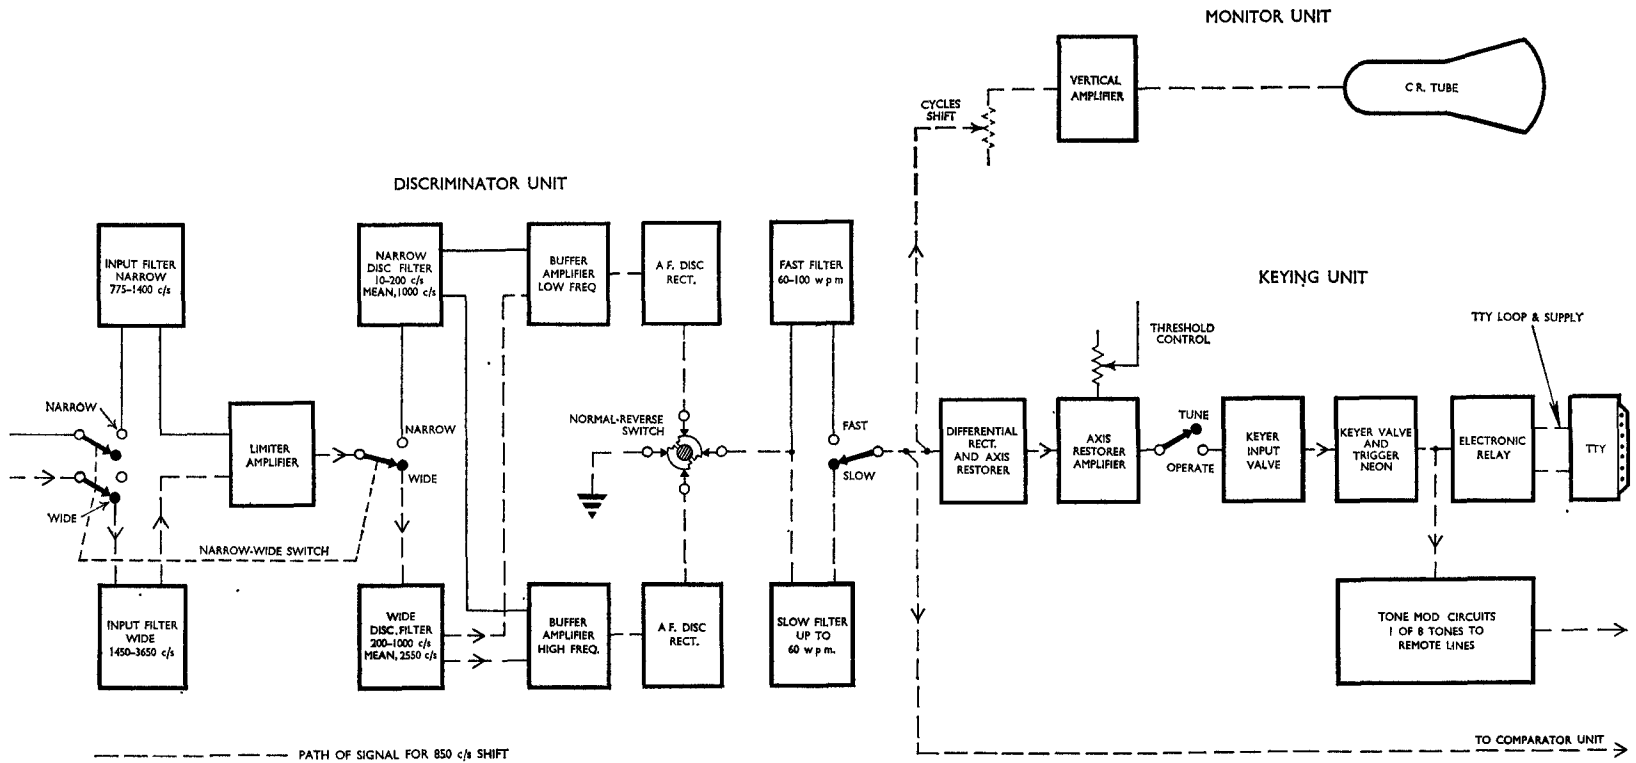 MONITOR UNIT
VERTICAL
AMPLIFIER
C R. TUBE
CYCLES
SHIFT
DISCRIMINATOR UNIT
INPUT FILTER
NARROW
775–1400 c/s
NARROW
DISC FILTER
10–200 c/s
MEAN, 1000 c/s
BUFFER
AMPLIFIER
LOW FREQ
A F. DISC
RECT.
FAST FILTER
60–100 w p m
KEYING UNIT
THRESHOLD
CONTROL
TTY LOOP & SUPPLY
NARROW
WIDE
LIMITER
AMPLIFIER
NARROW
WIDE
NARROW-WIDE SWITCH
NORMAL-REVERSE
SWITCH
FAST
SLOW
DIFFERENTIAL
RECT.
AND AXIS
RESTORER
AXIS
RESTORER
AMPLIFIER
TUNE
OPERATE
KEYER
INPUT
VALVE
KEYER VALVE
AND
TRIGGER
NEON
ELECTRONIC
RELAY
TTY
INPUT FILTER
WIDE
1450–3650 c/s
WIDE
DISC. FILTER
200–1000 c/s
MEAN, 2550 c/s
BUFFER
AMPLIFIER
HIGH FREQ.
A F. DISC
RECT.
SLOW FILTER
UP TO
60 w p m.
TONE MOD CIRCUITS
1 OF 8 TONES TO
REMOTE LINES
TO COMPARATOR UNIT
PATH OF SIGNAL FOR 850 c/s SHIFT